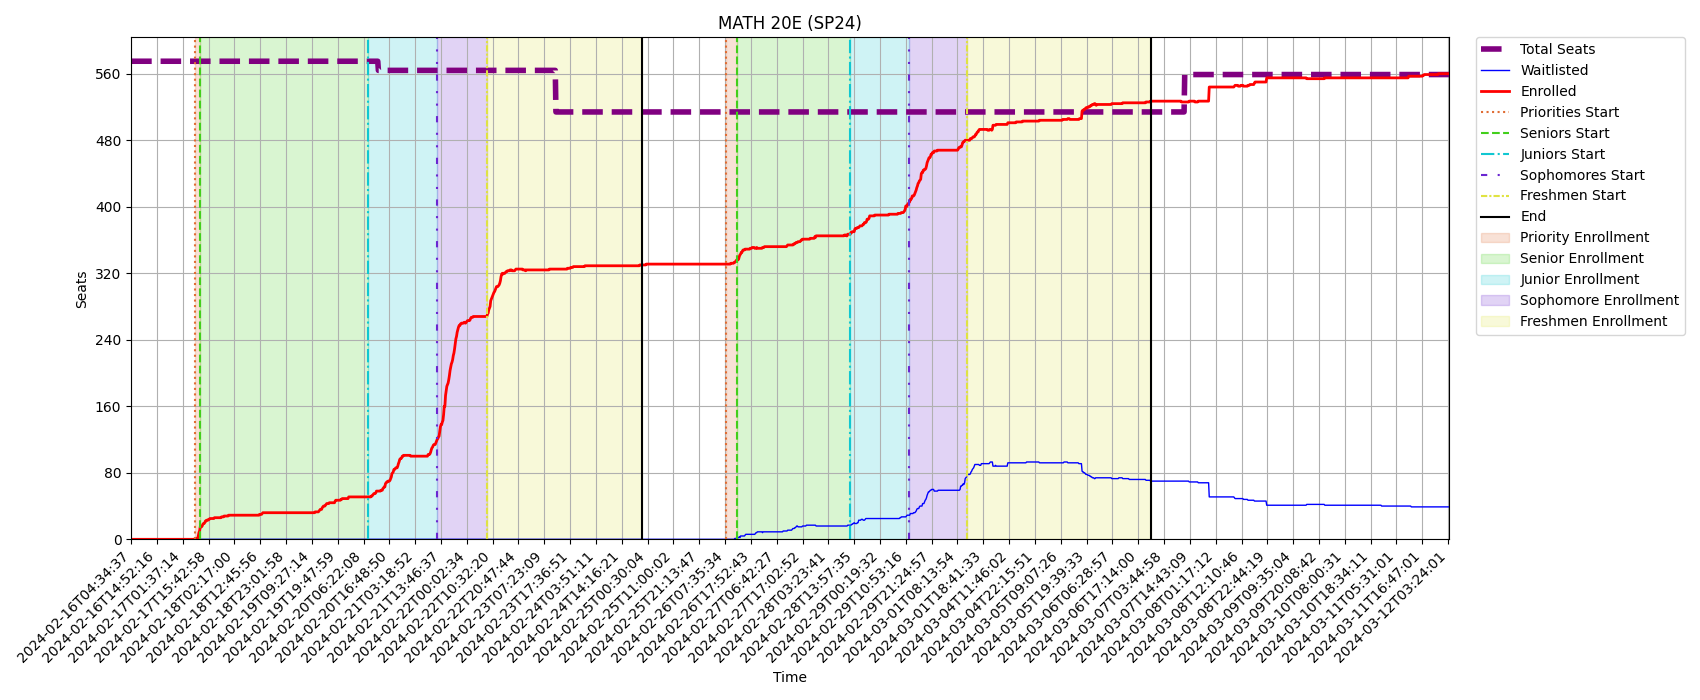 MATH 20E (SP24)
Seats
560
480
400
320
240
160
80
0
2024-02-16T04:34:37
2024-02-16T14:52:16
2024-02-17T01:37:14
2024-02-17T15:42:58
2024-02-18T02:17:00
2024-02-18T12:45:56
2024-02-18T23:01:58
2024-02-19T09:27:14
2024-02-19T19:47:59
2024-02-20T06:22:08
2024-02-20T16:48:50
2024-02-21T03:18:52
2024-02-21T13:46:37
2024-02-22T00:02:34
2024-02-22T10:32:20
2024-02-22T20:47:44
2024-02-23T07:23:09
2024-02-23T17:36:51
2024-02-24T03:51:11
2024-02-24T14:16:21
2024-02-25T00:30:04
2024-02-25T11:00:02
2024-02-25T21:13:47
2024-02-26T07:35:34
2024-02-26T17:52:43
2024-02-27T06:42:27
2024-02-27T17:02:52
2024-02-28T03:23:41
2024-02-28T13:57:35
2024-02-29T00:19:32
2024-02-29T10:53:16
2024-02-29T21:24:57
2024-03-01T08:13:54
2024-03-01T18:41:33
2024-03-04T11:46:02
2024-03-04T22:15:51
2024-03-05T09:07:26
2024-03-05T19:39:33
2024-03-06T06:28:57
2024-03-06T17:14:00
2024-03-07T03:44:58
2024-03-07T14:43:09
2024-03-08T01:17:12
2024-03-08T12:10:46
2024-03-08T22:44:19
2024-03-09T09:35:04
2024-03-09T20:08:42
2024-03-10T08:00:31
2024-03-10T18:34:11
2024-03-11T05:31:01
2024-03-11T16:47:01
2024-03-12T03:24:01
Time
Total Seats
Waitlisted
Enrolled
Priorities Start
Seniors Start
Juniors Start
Sophomores Start
Freshmen Start
End
Priority Enrollment
Senior Enrollment
Junior Enrollment
Sophomore Enrollment
Freshmen Enrollment